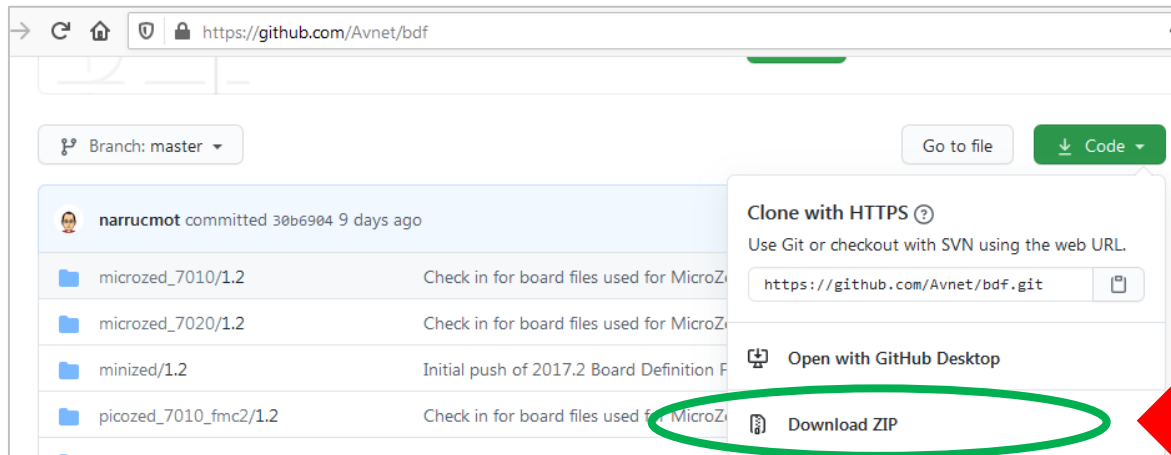 https://github.com/Avnet/bdf
Branch: master
Go to file
Code
narrucmot committed 30b6904 9 days ago
microzed_7010/1.2 Check in for board files used for MicroZe
microzed_7020/1.2 Check in for board files used for MicroZe
minized/1.2 Initial push of 2017.2 Board Definition F
picozed_7010_fmc2/1.2 Check in for board files used for MicroZe
Clone with HTTPS ?
Use Git or checkout with SVN using the web URL.
https://github.com/Avnet/bdf.git
Open with GitHub Desktop
Download ZIP